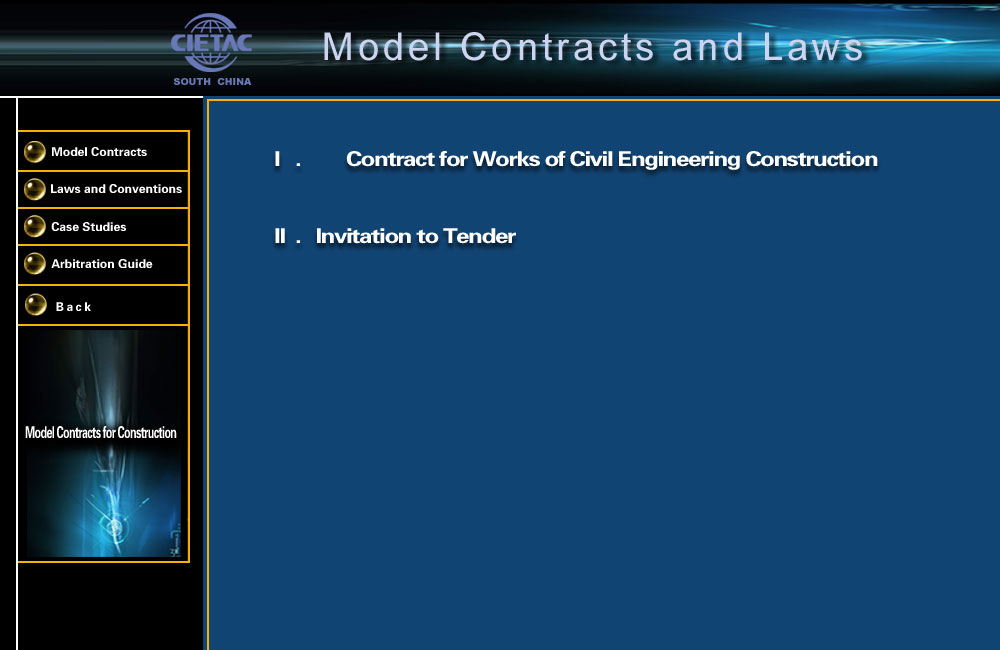 CIETAC
SOUTH CHINA
Model Contracts and Laws
Model Contracts
Laws and Conventions
Case Studies
Arbitration Guide
Back
Model Contracts for Construction
I . Contract for Works of Civil Engineering Construction
II . Invitation to Tender